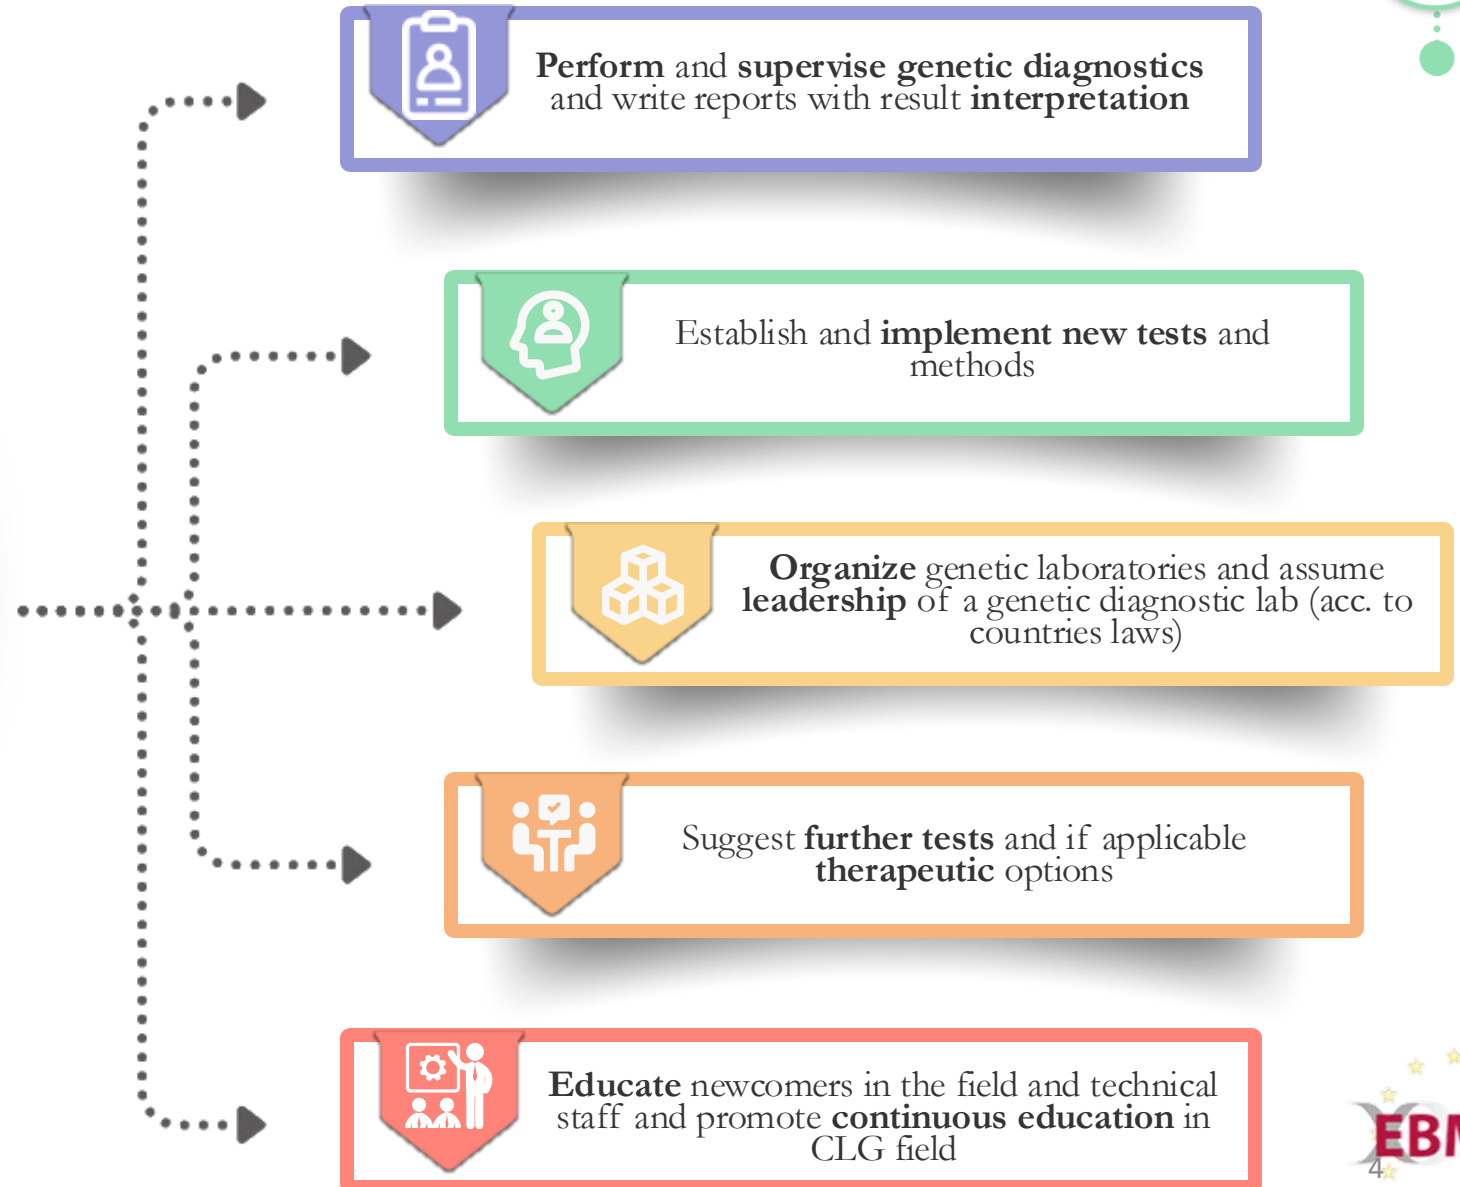 Perform and supervise genetic diagnostics
and write reports with result interpretation
Establish and implement new tests and
methods
Organize genetic laboratories and assume
leadership of a genetic diagnostic lab (acc. to
countries laws)
Suggest further tests and if applicable
therapeutic options
Educate newcomers in the field and technical
staff and promote continuous education in
CLG field
EBM
4